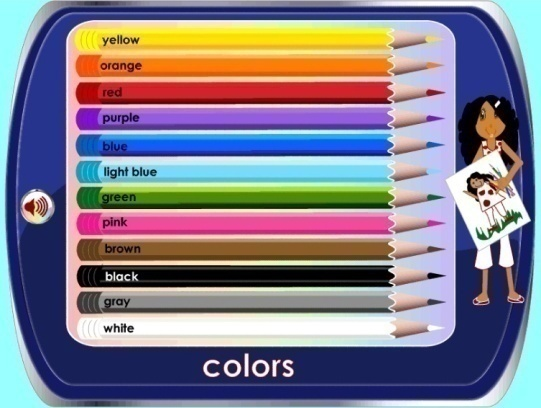 yellow
orange
red
purple
blue
light blue
green
pink
brown
black
gray
white
colors